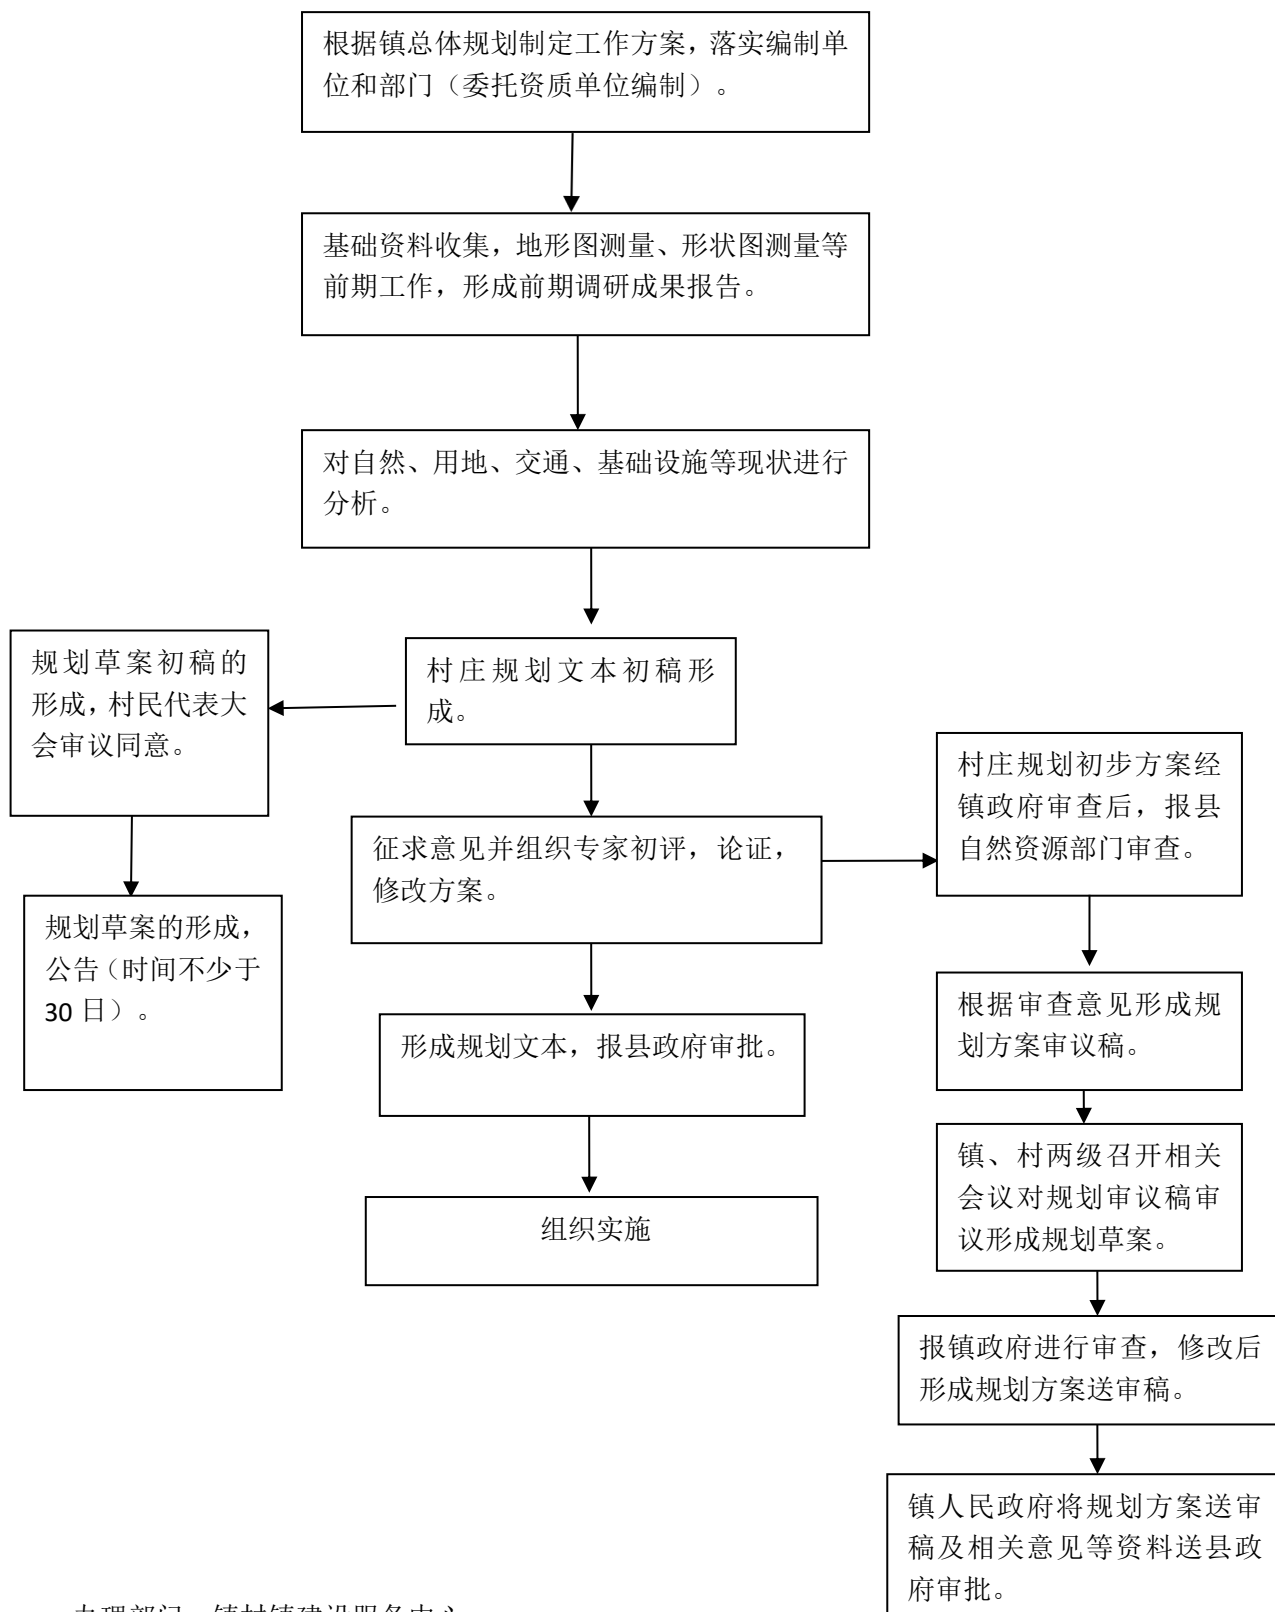 根据镇总体规划制定工作方案，落实编制单
位和部门（委托资质单位编制）。
基础资料收集，地形图测量、形状图测量等
前期工作，形成前期调研成果报告。
对自然、用地、交通、基础设施等现状进行
分析。
村庄规划文本初稿形
成。
规划草案初稿的
形成，村民代表大
会审议同意。
规划草案的形成，
公告（时间不少于
30 日）。
征求意见并组织专家初评，论证，
修改方案。
形成规划文本，报县政府审批。
组织实施
村庄规划初步方案经
镇政府审查后，报县
自然资源部门审查。
根据审查意见形成规
划方案审议稿。
镇、村两级召开相关
会议对规划审议稿审
议形成规划草案。
报镇政府进行审查，修改后
形成规划方案送审稿。
镇人民政府将规划方案送审
稿及相关意见等资料送县政
府审批。